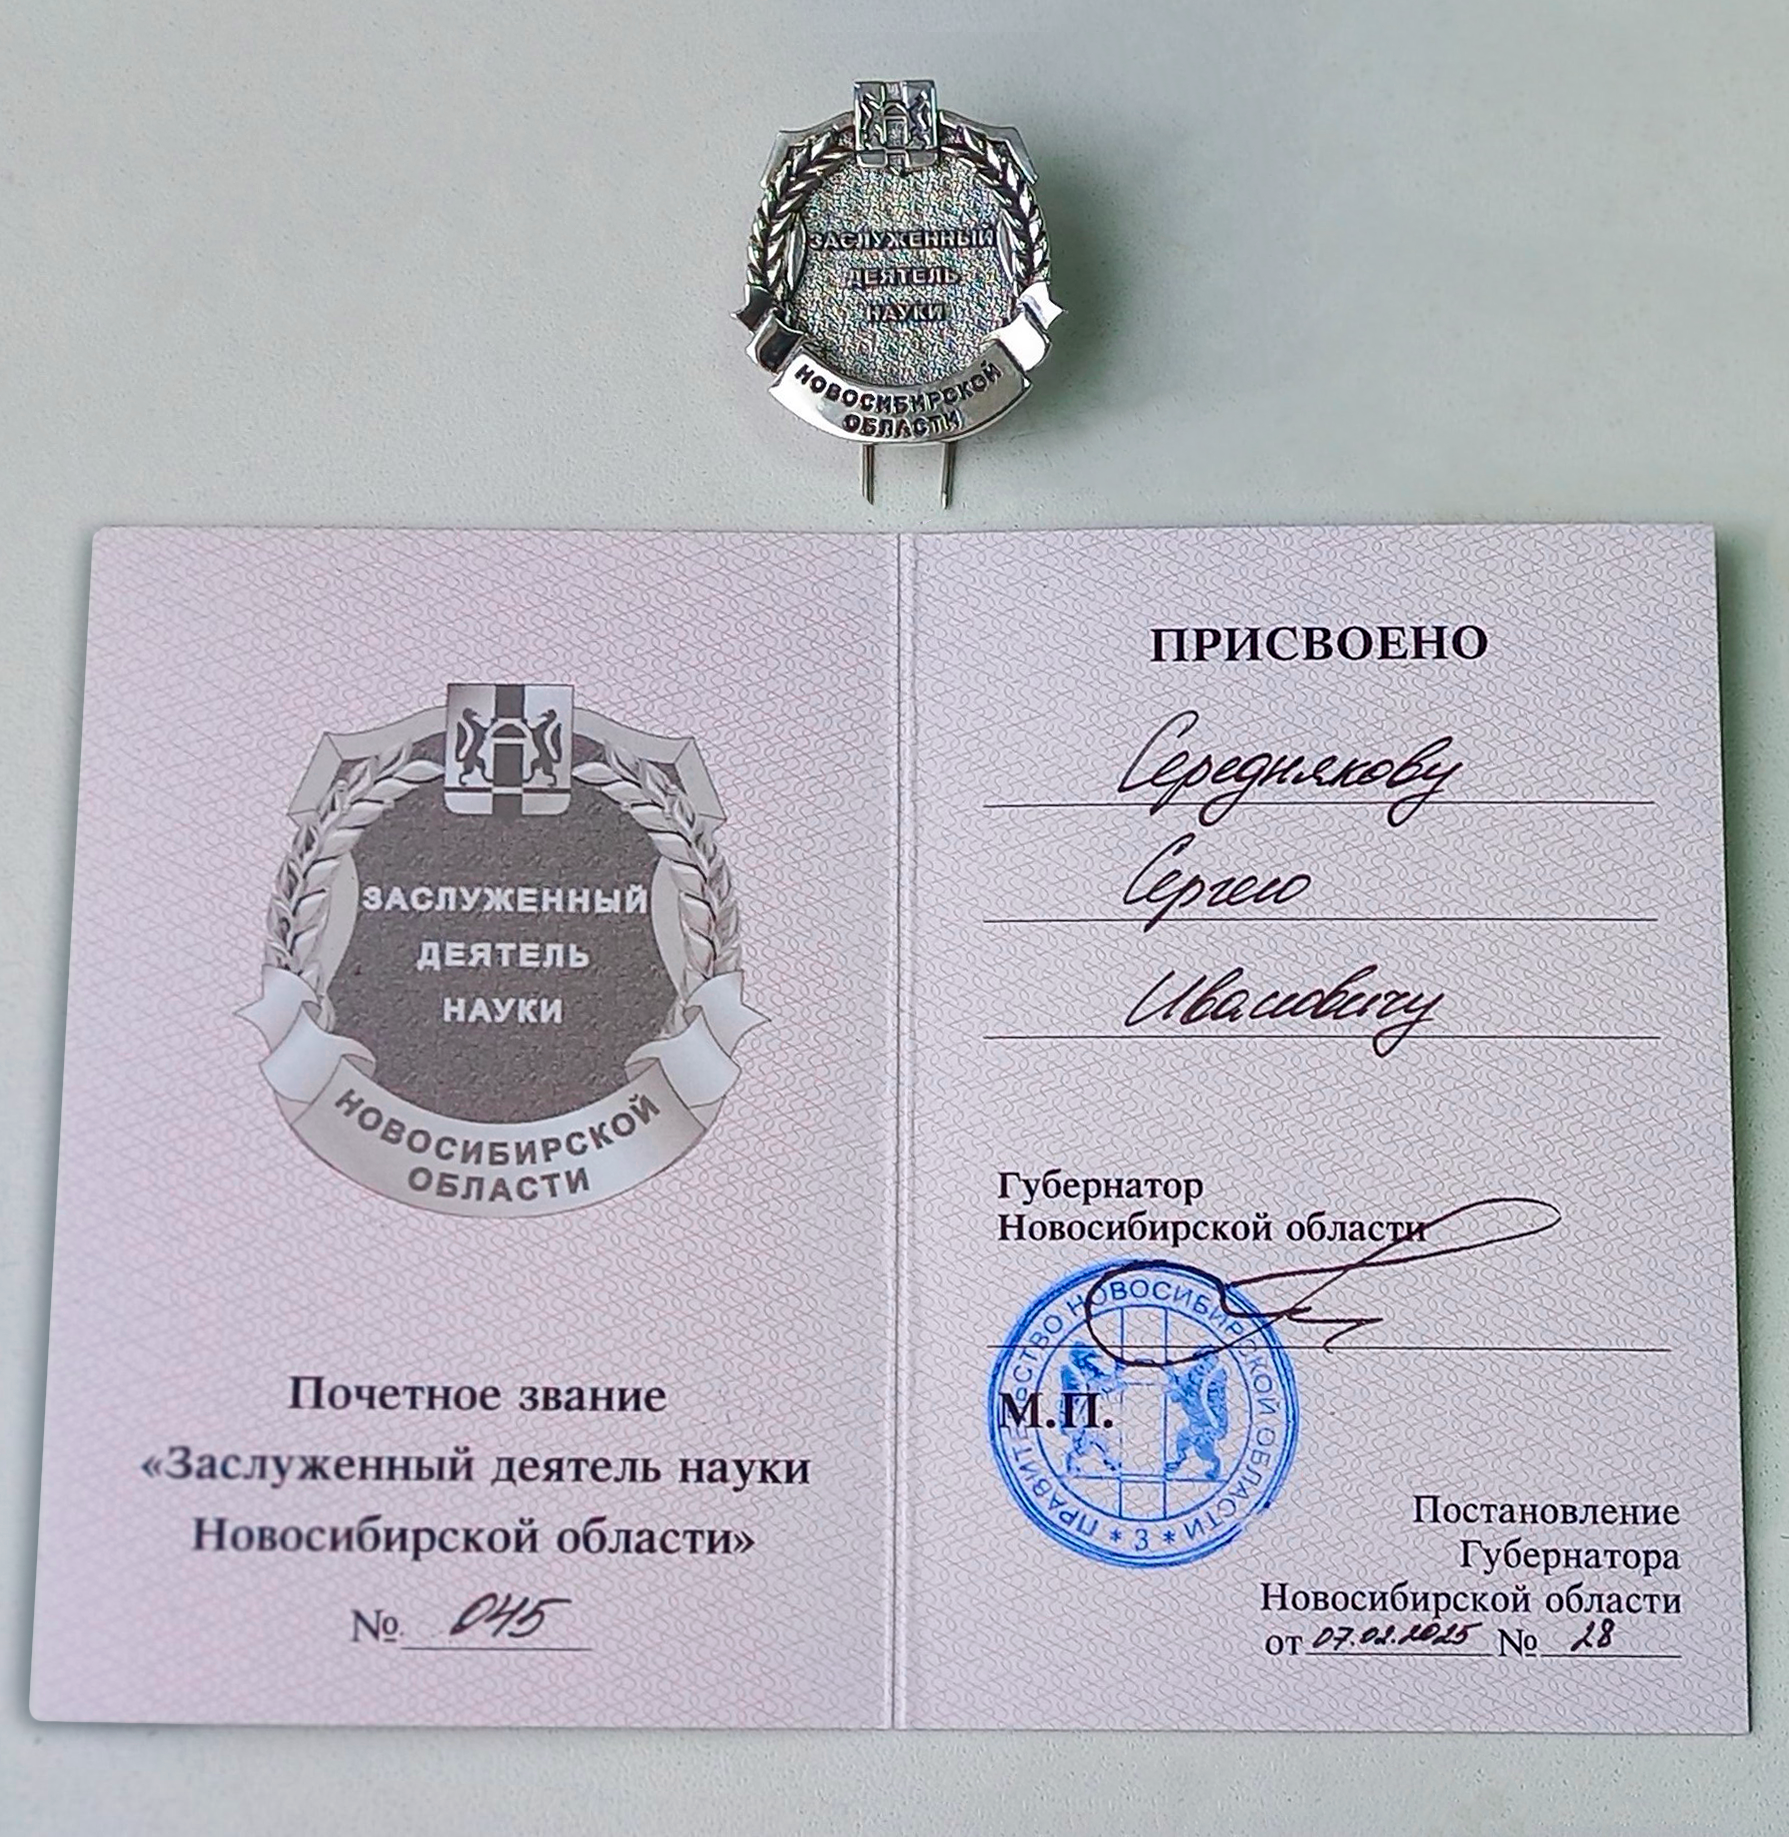 ЗАСЛУЖЕННЫЙ
ДЕЯТЕЛЬ
НАУКИ
НОВОСИБИРСКОЙ
ОБЛАСТИ
ЗАСЛУЖЕННЫЙ
ДЕЯТЕЛЬ
НАУКИ
НОВОСИБИРСКОЙ
ОБЛАСТИ
Почетное звание
«Заслуженный деятель науки
Новосибирской области»
№ 045
ПРИСВОЕНО
Середнякову
Сергею
Ивановичу
Губернатор
Новосибирской области
ПРАВИТЕЛЬСТВО НОВОСИБИРСКОЙ ОБЛАСТИ * 3 *
М.П.
Постановление
Губернатора
Новосибирской области
от 07.02.2025 № 28